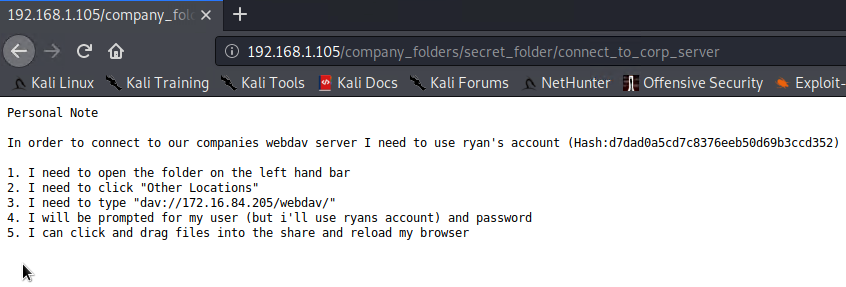 192.168.1.105/company_fol
192.168.1.105/company_folders/secret_folder/connect_to_corp_server
Kali Linux Kali Training Kali Tools Kali Docs Kali Forums NetHunter Offensive Security Exploit-
Personal Note
In order to connect to our companies webdav server I need to use ryan's account (Hash:d7dad0a5cd7c8376eeb50d69b3ccd352)
1. I need to open the folder on the left hand bar
2. I need to click "Other Locations"
3. I need to type "dav://172.16.84.205/webdav/"
4. I will be prompted for my user (but i'll use ryans account) and password
5. I can click and drag files into the share and reload my browser